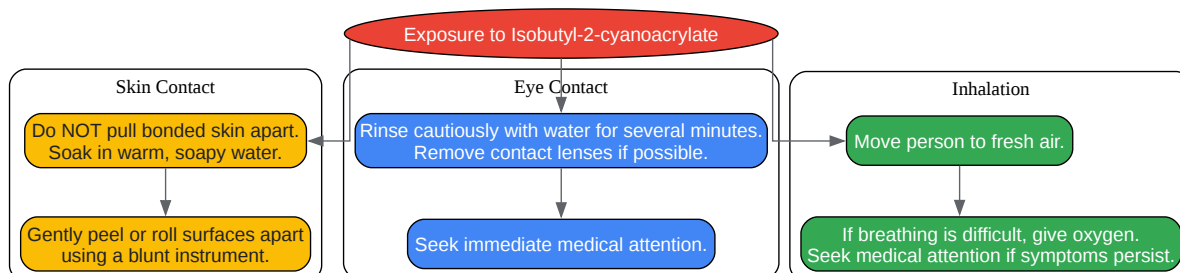 Exposure to Isobutyl-2-cyanoacrylate
Skin Contact
Do NOT pull bonded skin apart.
Soak in warm, soapy water.
Gently peel or roll surfaces apart
using a blunt instrument.
Eye Contact
Rinse cautiously with water for several minutes.
Remove contact lenses if possible.
Seek immediate medical attention.
Inhalation
Move person to fresh air.
If breathing is difficult, give oxygen.
Seek medical attention if symptoms persist.